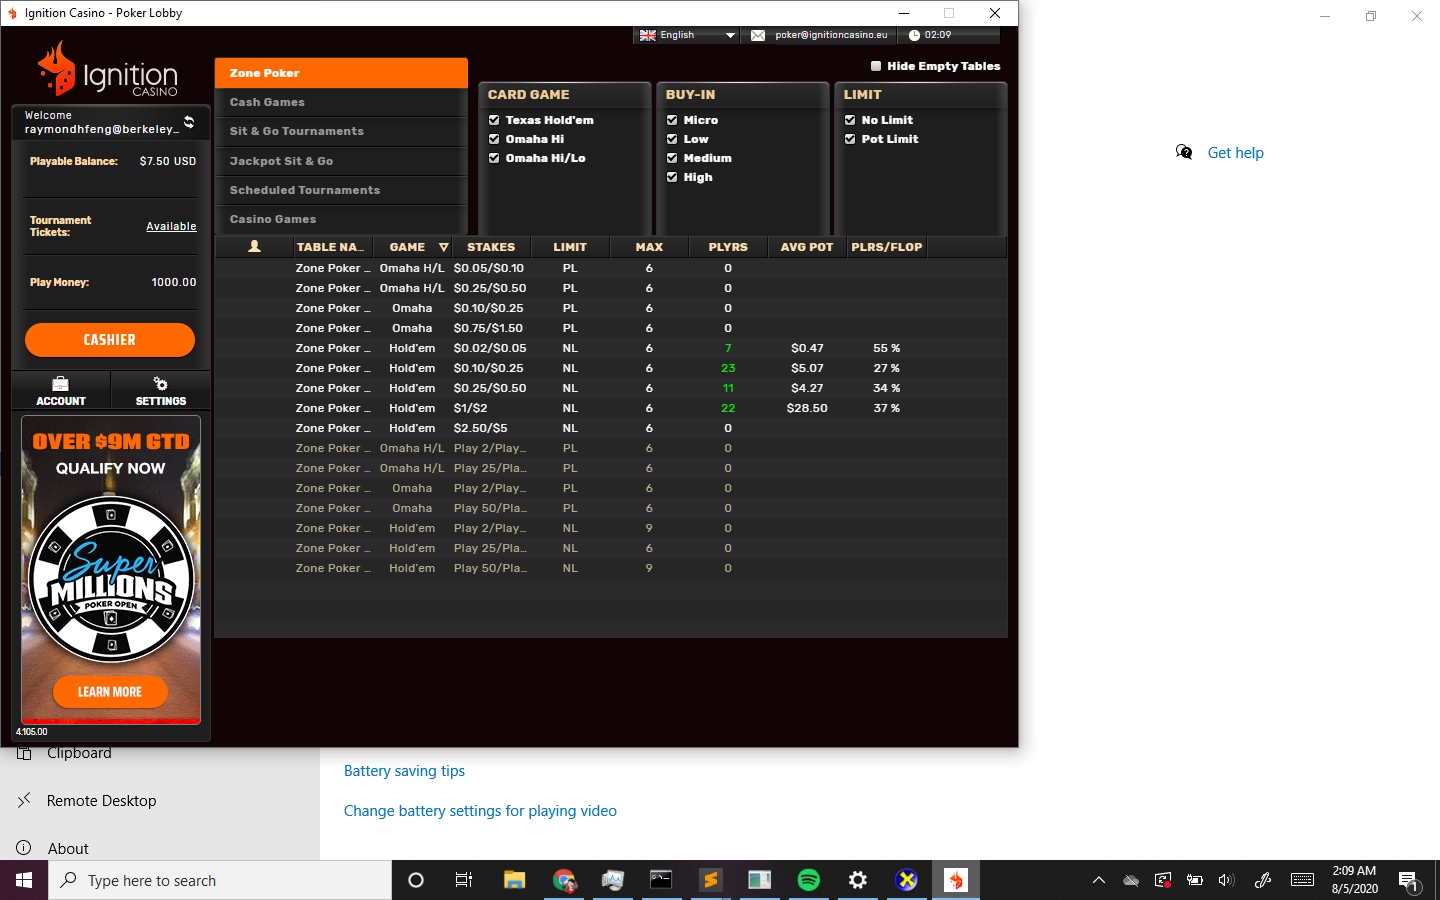 Ignition Casino - Poker Lobby
English
poker@ignitioncasino.eu
02:09
Ignition
CASINO
Welcome
raymondhfeng@berkeley...
Playable Balance: $7.50 USD
Tournament
Tickets: Available
Play Money: 1000.00
CASHIER
ACCOUNT SETTINGS
OVER $9M GTD
QUALIFY NOW
Super
MILLIONS
POKER OPEN
LEARN MORE
4.105.00
Zone Poker
Cash Games
Sit & Go Tournaments
Jackpot Sit & Go
Scheduled Tournaments
Casino Games
Hide Empty Tables
CARD GAME
Texas Hold'em
Omaha Hi
Omaha Hi/Lo
BUY-IN
Micro
Low
Medium
High
LIMIT
No Limit
Pot Limit
TABLE NA... GAME STAKES LIMIT MAX PLYRS AVG POT PLRS/FLOP
Zone Poker ... Omaha H/L $0.05/$0.10 PL 6 0
Zone Poker ... Omaha H/L $0.25/$0.50 PL 6 0
Zone Poker ... Omaha $0.10/$0.25 PL 6 0
Zone Poker ... Omaha $0.75/$1.50 PL 6 0
Zone Poker ... Hold'em $0.02/$0.05 NL 6 7 $0.47 55 %
Zone Poker ... Hold'em $0.10/$0.25 NL 6 23 $5.07 27 %
Zone Poker ... Hold'em $0.25/$0.50 NL 6 11 $4.27 34 %
Zone Poker ... Hold'em $1/$2 NL 6 22 $28.50 37 %
Zone Poker ... Hold'em $2.50/$5 NL 6 0
Zone Poker ... Omaha H/L Play 2/Play... PL 6 0
Zone Poker ... Omaha H/L Play 25/Pla... PL 6 0
Zone Poker ... Omaha Play 2/Play... PL 6 0
Zone Poker ... Omaha Play 50/Pla... PL 6 0
Zone Poker ... Hold'em Play 2/Play... NL 9 0
Zone Poker ... Hold'em Play 25/Pla... NL 6 0
Zone Poker ... Hold'em Play 50/Pla... NL 9 0
Get help
Clipboard
Remote Desktop
About
Battery saving tips
Change battery settings for playing video
Type here to search
2:09 AM
8/5/2020
1